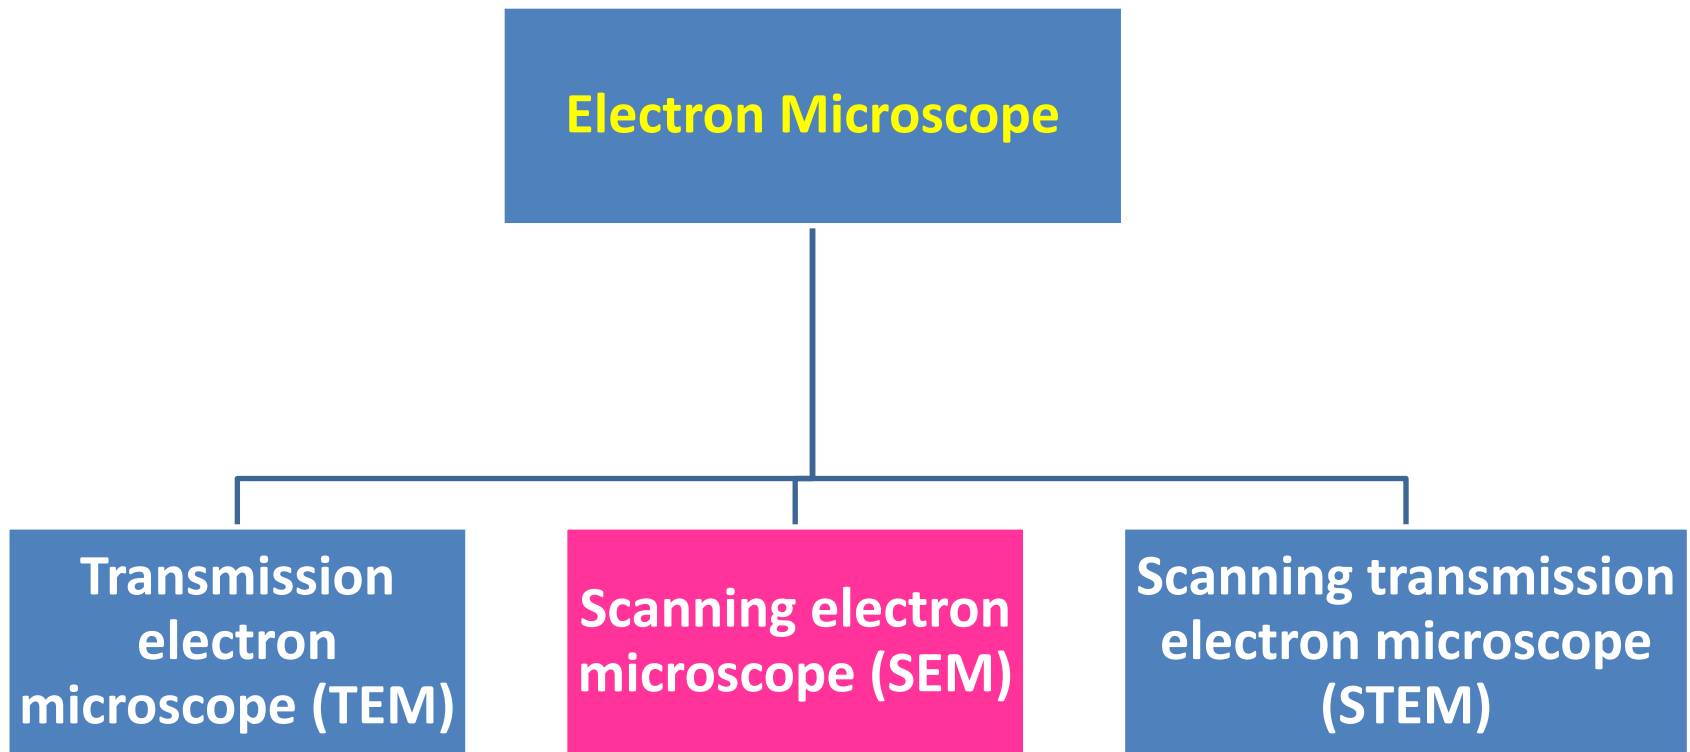 Electron Microscope
Transmission
electron
microscope (TEM)
Scanning electron
microscope (SEM)
Scanning transmission
electron microscope
(STEM)